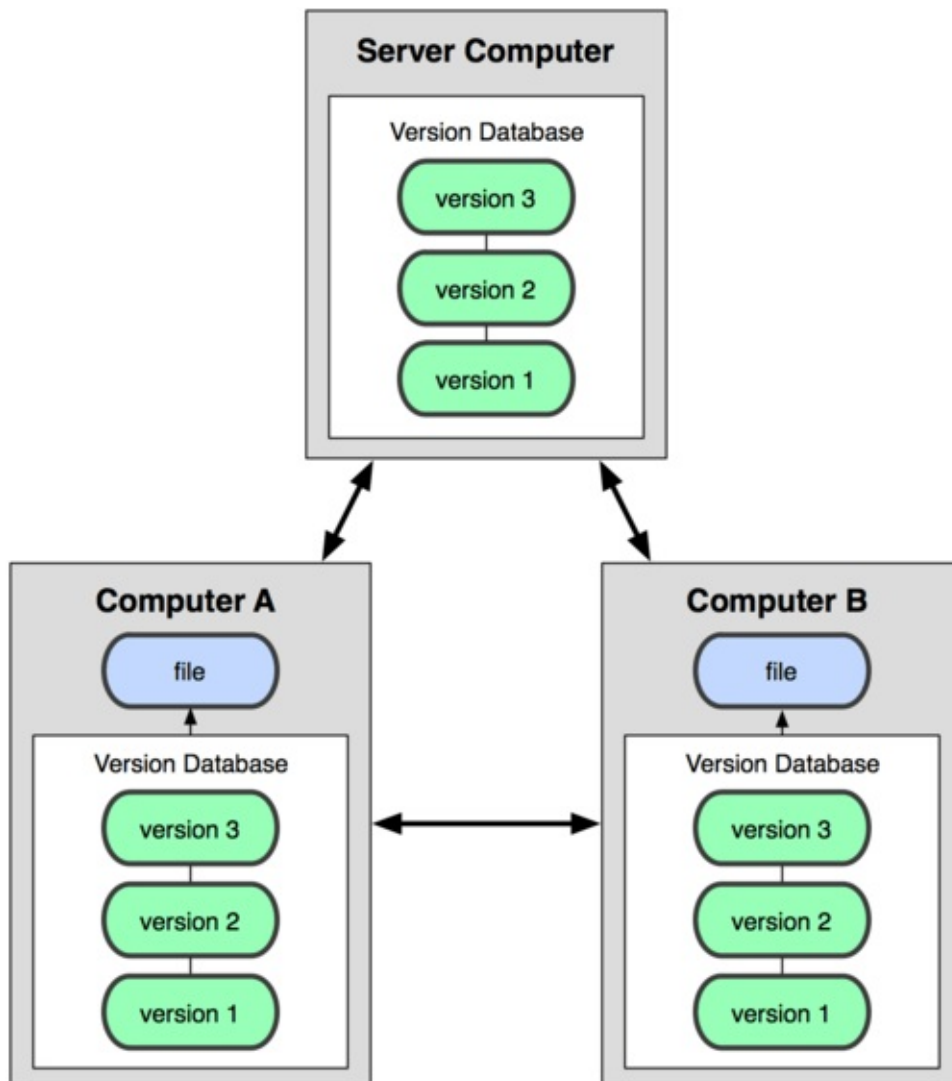 Server Computer
Version Database
version 3
version 2
version 1
Computer A
file
Version Database
version 3
version 2
version 1
Computer B
file
Version Database
version 3
version 2
version 1